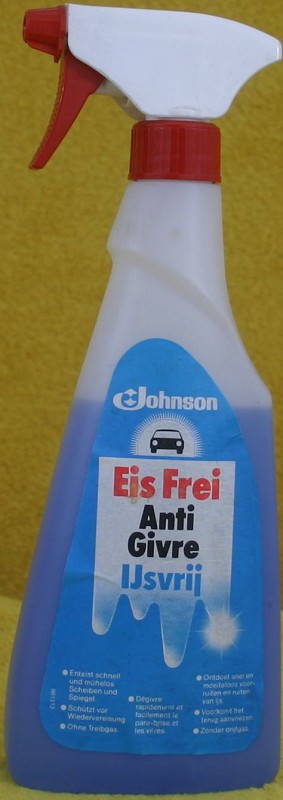 Johnson
Eis Frei
Anti
Givre
IJsvrij
● Enteist schnell
und mühelos
Scheiben und
Spiegel.
● Schützt vor
Wiedervereisung.
● Ohne Treibgas.
● Dégivre
rapidement et
facilement le
pare-brise et
les vitres.
● Ontdooit snel en
moeiteloos voor-
ruiten en ruiten
van ijs.
● Voorkomt het
terug aanvriezen.
● Zonder drijfgas.